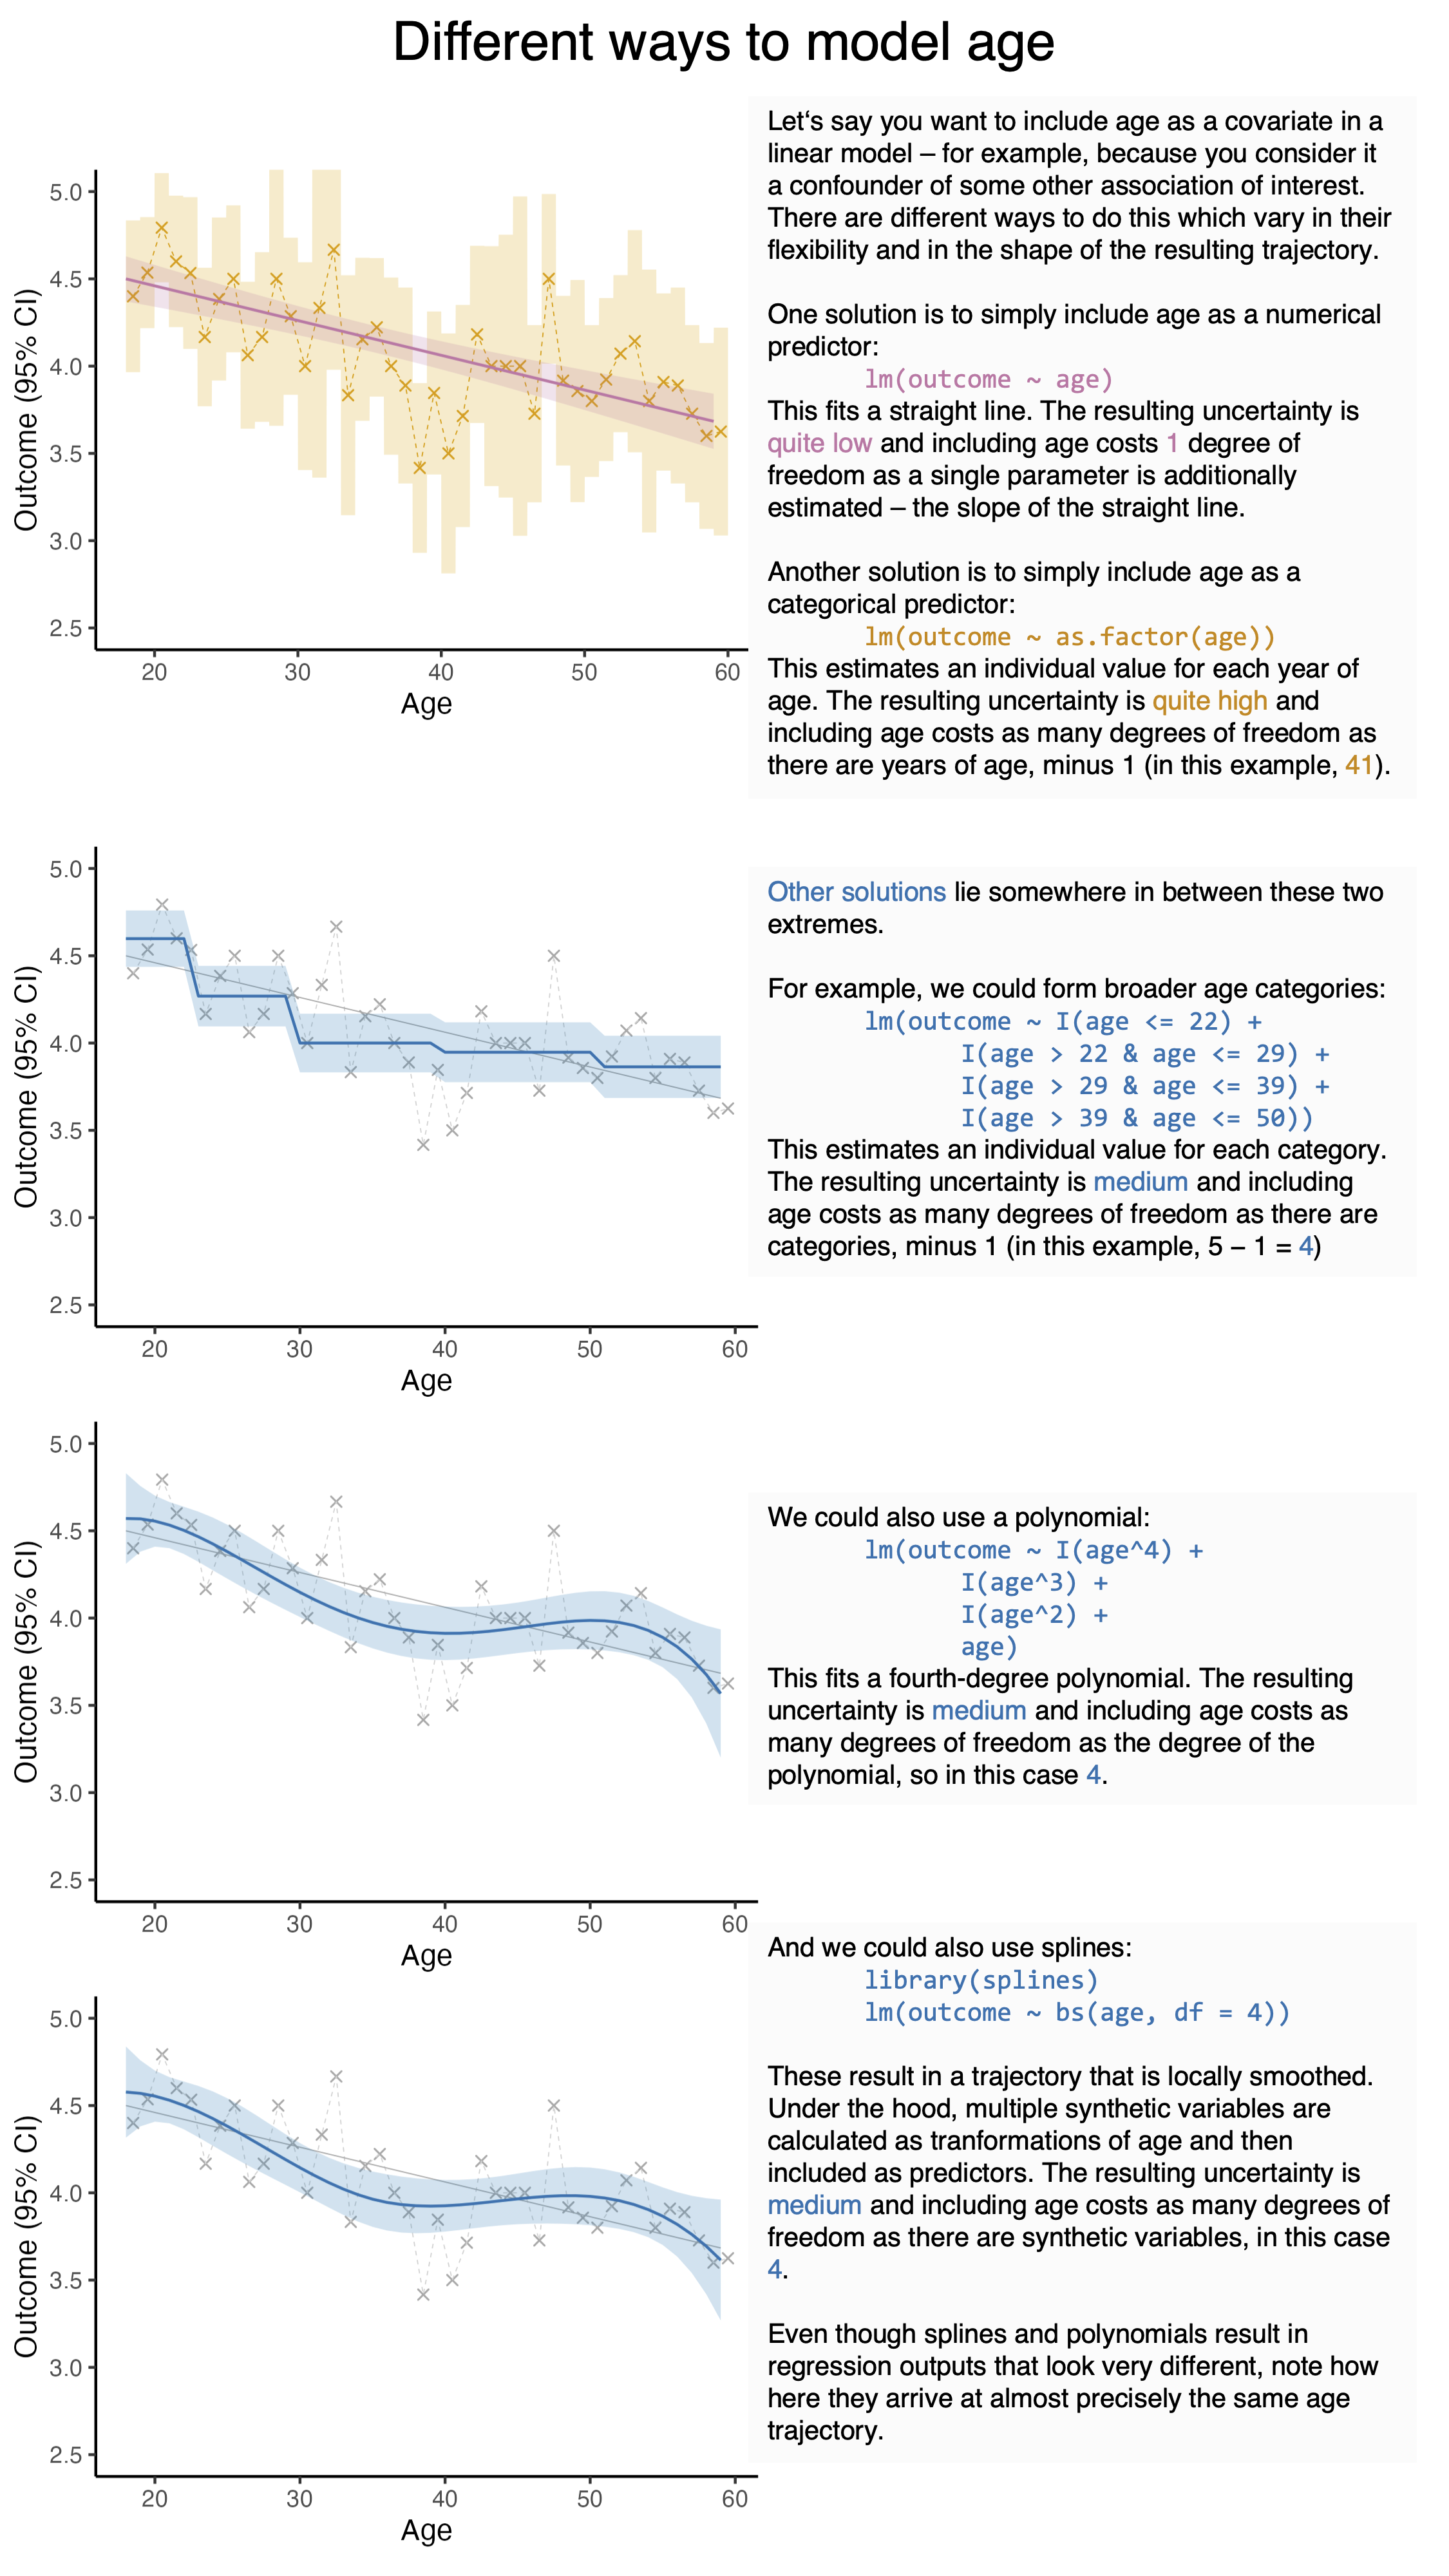 Different ways to model age
5.0
4.5
4.0
3.5
3.0
2.5
Outcome (95% CI)
20 30 40 50 60
Age
Let‘s say you want to include age as a covariate in a
linear model – for example, because you consider it
a confounder of some other association of interest.
There are different ways to do this which vary in their
flexibility and in the shape of the resulting trajectory.
One solution is to simply include age as a numerical
predictor:
lm(outcome ~ age)
This fits a straight line. The resulting uncertainty is
quite low and including age costs 1 degree of
freedom as a single parameter is additionally
estimated – the slope of the straight line.
Another solution is to simply include age as a
categorical predictor:
lm(outcome ~ as.factor(age))
This estimates an individual value for each year of
age. The resulting uncertainty is quite high and
including age costs as many degrees of freedom as
there are years of age, minus 1 (in this example, 41).
5.0
4.5
4.0
3.5
3.0
2.5
Outcome (95% CI)
20 30 40 50 60
Age
Other solutions lie somewhere in between these two
extremes.
For example, we could form broader age categories:
lm(outcome ~ I(age <= 22) +
I(age > 22 & age <= 29) +
I(age > 29 & age <= 39) +
I(age > 39 & age <= 50))
This estimates an individual value for each category.
The resulting uncertainty is medium and including
age costs as many degrees of freedom as there are
categories, minus 1 (in this example, 5 – 1 = 4)
5.0
4.5
4.0
3.5
3.0
2.5
Outcome (95% CI)
20 30 40 50 60
Age
We could also use a polynomial:
lm(outcome ~ I(age^4) +
I(age^3) +
I(age^2) +
age)
This fits a fourth-degree polynomial. The resulting
uncertainty is medium and including age costs as
many degrees of freedom as the degree of the
polynomial, so in this case 4.
5.0
4.5
4.0
3.5
3.0
2.5
Outcome (95% CI)
20 30 40 50 60
Age
And we could also use splines:
library(splines)
lm(outcome ~ bs(age, df = 4))
These result in a trajectory that is locally smoothed.
Under the hood, multiple synthetic variables are
calculated as tranformations of age and then
included as predictors. The resulting uncertainty is
medium and including age costs as many degrees of
freedom as there are synthetic variables, in this case
4.
Even though splines and polynomials result in
regression outputs that look very different, note how
here they arrive at almost precisely the same age
trajectory.